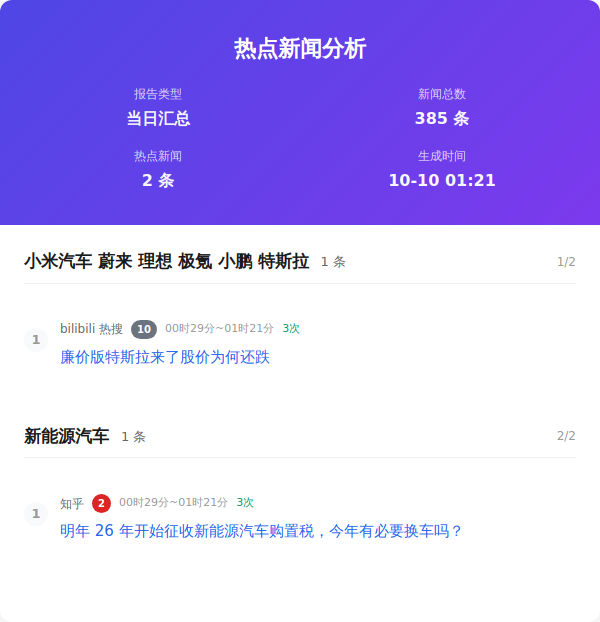 热点新闻分析
报告类型
新闻总数
当日汇总
385 条
热点新闻
生成时间
2 条
10-10 01:21
小米汽车 蔚来 理想 极氪 小鹏 特斯拉 1 条 1/2
1
bilibili 热搜 10 00时29分~01时21分 3次
廉价版特斯拉来了股价为何还跌
新能源汽车 1 条 2/2
1
知乎 2 00时29分~01时21分 3次
明年 26 年开始征收新能源汽车购置税，今年有必要换车吗？